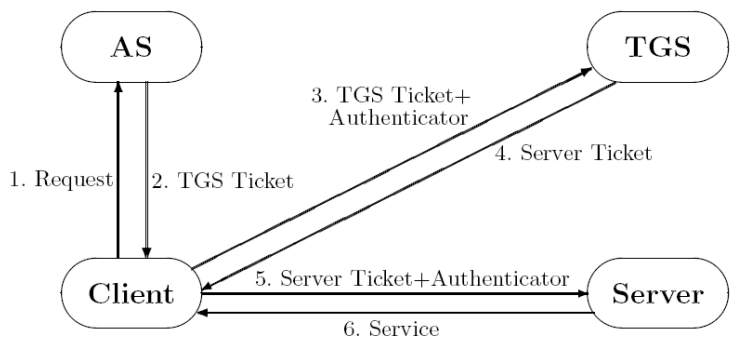 AS
TGS
3. TGS Ticket+
Authenticator
4. Server Ticket
1. Request
2. TGS Ticket
5. Server Ticket+Authenticator
Client
Server
6. Service